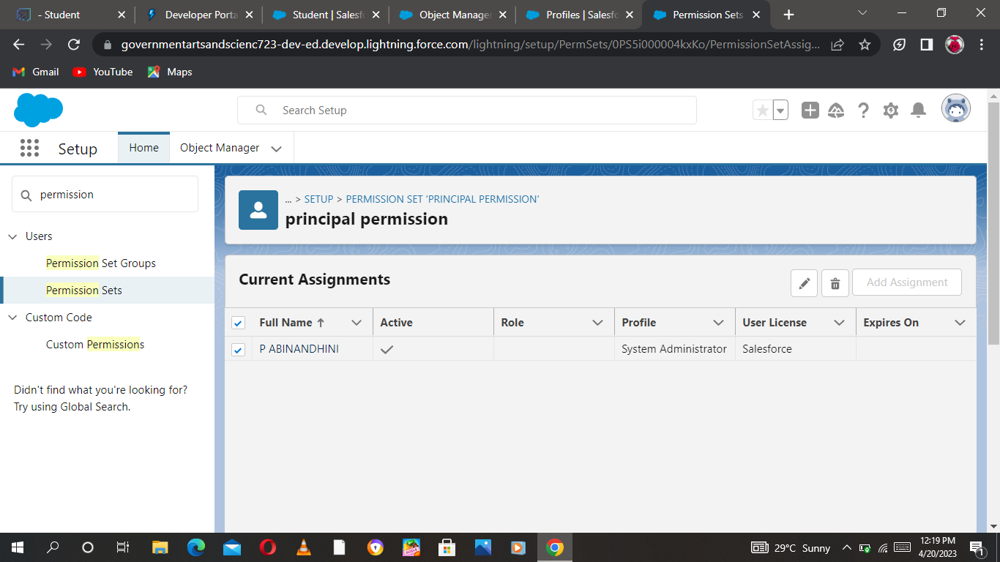 - Student
Developer Porta
Student | Salesf
Object Manage
Profiles | Salesfo
Permission Sets
governmentartsandscienc723-dev-ed.develop.lightning.force.com/lightning/setup/PermSets/0PS5i000004kxKo/PermissionSetAssig...
Gmail
YouTube
Maps
Search Setup
Setup
Home
Object Manager
permission
Users
Permission Set Groups
Permission Sets
Custom Code
Custom Permissions
Didn't find what you're looking for?
Try using Global Search.
... > SETUP > PERMISSION SET 'PRINCIPAL PERMISSION'
principal permission
Current Assignments
Add Assignment
Full Name Active Role Profile User License Expires On
P ABINANDHINI System Administrator Salesforce
29°C Sunny
12:19 PM
4/20/2023
1